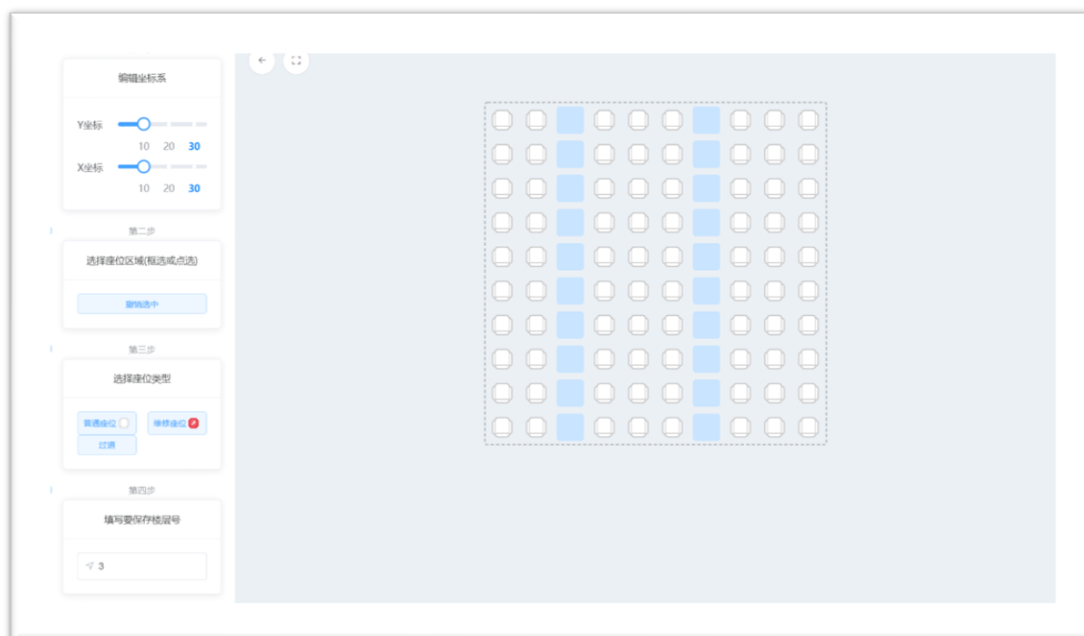 编辑坐标系
Y坐标
10 20 30
X坐标
10 20 30
第二步
选择座位区域(框选或点选)
撤销选中
第三步
选择座位类型
普通座位 维修座位
过道
第四步
填写要保存楼层号
3